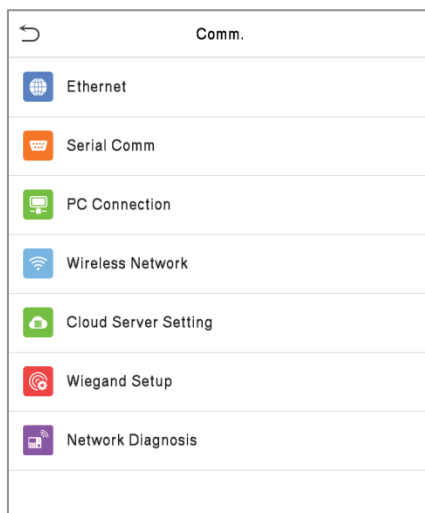 Comm.
Ethernet
Serial Comm
PC Connection
Wireless Network
Cloud Server Setting
Wiegand Setup
Network Diagnosis